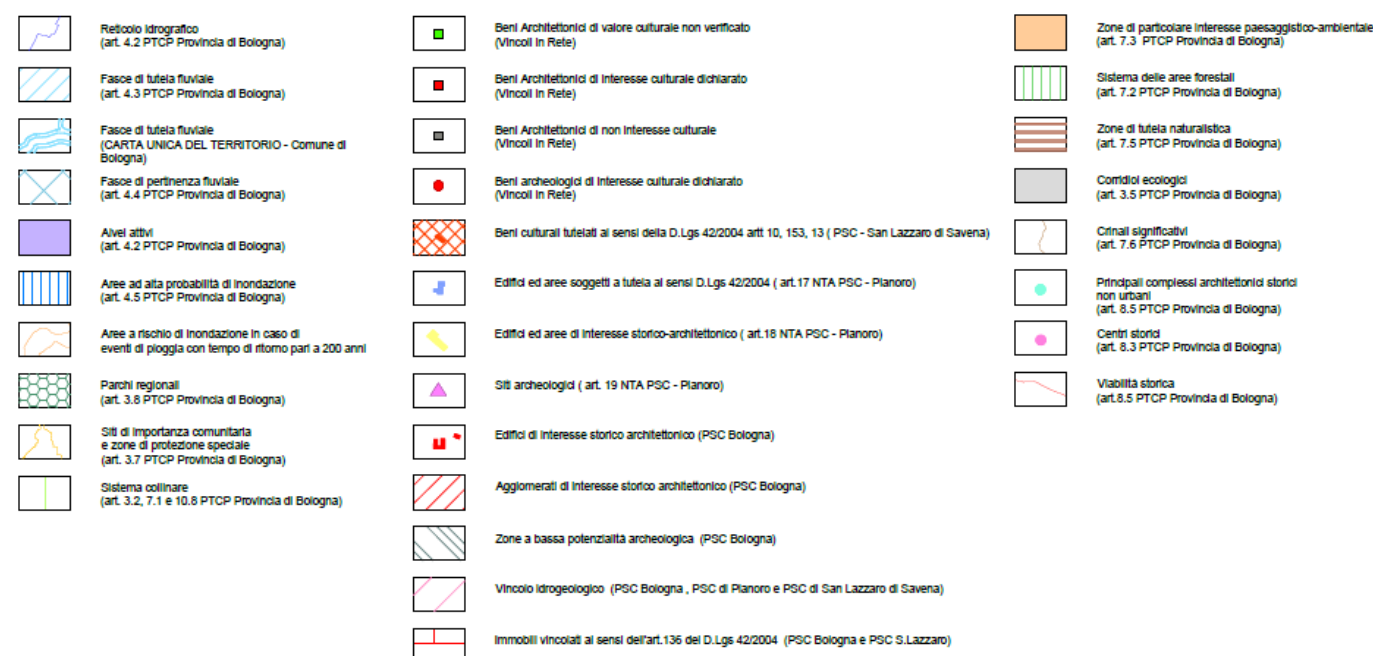 Reticolo idrografico
(art. 4.2 PTCP Provincia di Bologna)
Fasce di tutela fluviale
(art. 4.3 PTCP Provincia di Bologna)
Fasce di tutela fluviale
(CARTA UNICA DEL TERRITORIO - Comune di
Bologna)
Fasce di pertinenza fluviale
(art. 4.4 PTCP Provincia di Bologna)
Alvei attivi
(art. 4.2 PTCP Provincia di Bologna)
Aree ad alta probabilità di inondazione
(art. 4.5 PTCP Provincia di Bologna)
Aree a rischio di inondazione in caso di
eventi di pioggia con tempo di ritorno pari a 200 anni
Parchi regionali
(art. 3.8 PTCP Provincia di Bologna)
Siti di importanza comunitaria
e zone di protezione speciale
(art. 3.7 PTCP Provincia di Bologna)
Sistema collinare
(art. 3.2, 7.1 e 10.8 PTCP Provincia di Bologna)
Beni Architettonici di valore culturale non verificato
(Vincoli in Rete)
Beni Architettonici di interesse culturale dichiarato
(Vincoli in Rete)
Beni Architettonici di non interesse culturale
(Vincoli in Rete)
Beni archeologici di interesse culturale dichiarato
(Vincoli in Rete)
Beni culturali tutelati ai sensi della D.Lgs 42/2004 artt 10, 153, 13 ( PSC - San Lazzaro di Savena)
Edifici ed aree soggetti a tutela ai sensi D.Lgs 42/2004 ( art.17 NTA PSC - Pianoro)
Edifici ed aree di interesse storico-architettonico ( art.18 NTA PSC - Pianoro)
Siti archeologici ( art. 19 NTA PSC - Pianoro)
Edifici di interesse storico architettonico (PSC Bologna)
Agglomerati di interesse storico architettonico (PSC Bologna)
Zone a bassa potenzialità archeologica (PSC Bologna)
Vincolo idrogeologico (PSC Bologna , PSC di Pianoro e PSC di San Lazzaro di Savena)
Immobili vincolati ai sensi dell'art.136 del D.Lgs 42/2004 (PSC Bologna e PSC S.Lazzaro)
Zone di particolare interesse paesaggistico-ambientale
(art. 7.3 PTCP Provincia di Bologna)
Sistema delle aree forestali
(art. 7.2 PTCP Provincia di Bologna)
Zone di tutela naturalistica
(art. 7.5 PTCP Provincia di Bologna)
Corridoi ecologici
(art. 3.5 PTCP Provincia di Bologna)
Crinali significativi
(art. 7.6 PTCP Provincia di Bologna)
Principali complessi architettonici storici
non urbani
(art. 8.5 PTCP Provincia di Bologna)
Centri storici
(art. 8.3 PTCP Provincia di Bologna)
Viabilità storica
(art.8.5 PTCP Provincia di Bologna)